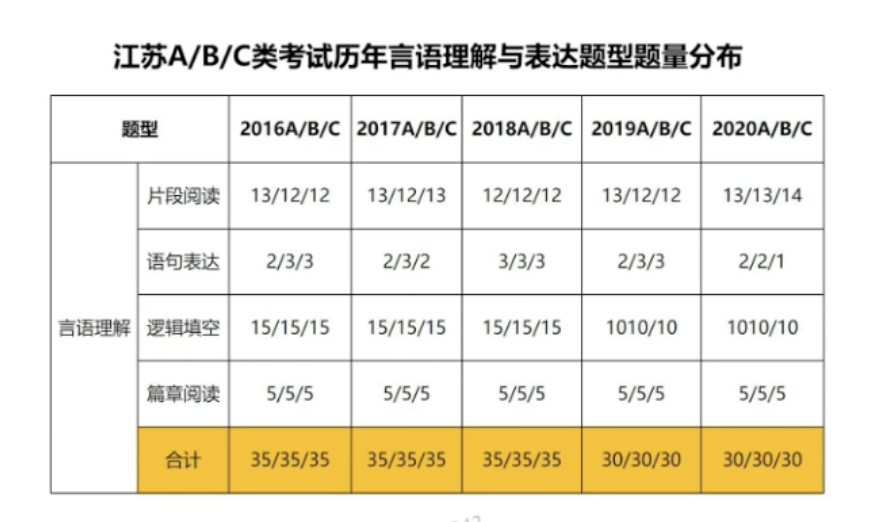 江苏A/B/C类考试历年言语理解与表达题型题量分布
题型 2016A/B/C 2017A/B/C 2018A/B/C 2019A/B/C 2020A/B/C
片段阅读 13/12/12 13/12/13 12/12/12 13/12/12 13/13/14
语句表达 2/3/3 2/3/2 3/3/3 2/3/3 2/2/1
言语理解 逻辑填空 15/15/15 15/15/15 15/15/15 1010/10 1010/10
篇章阅读 5/5/5 5/5/5 5/5/5 5/5/5 5/5/5
合计 35/35/35 35/35/35 35/35/35 30/30/30 30/30/30